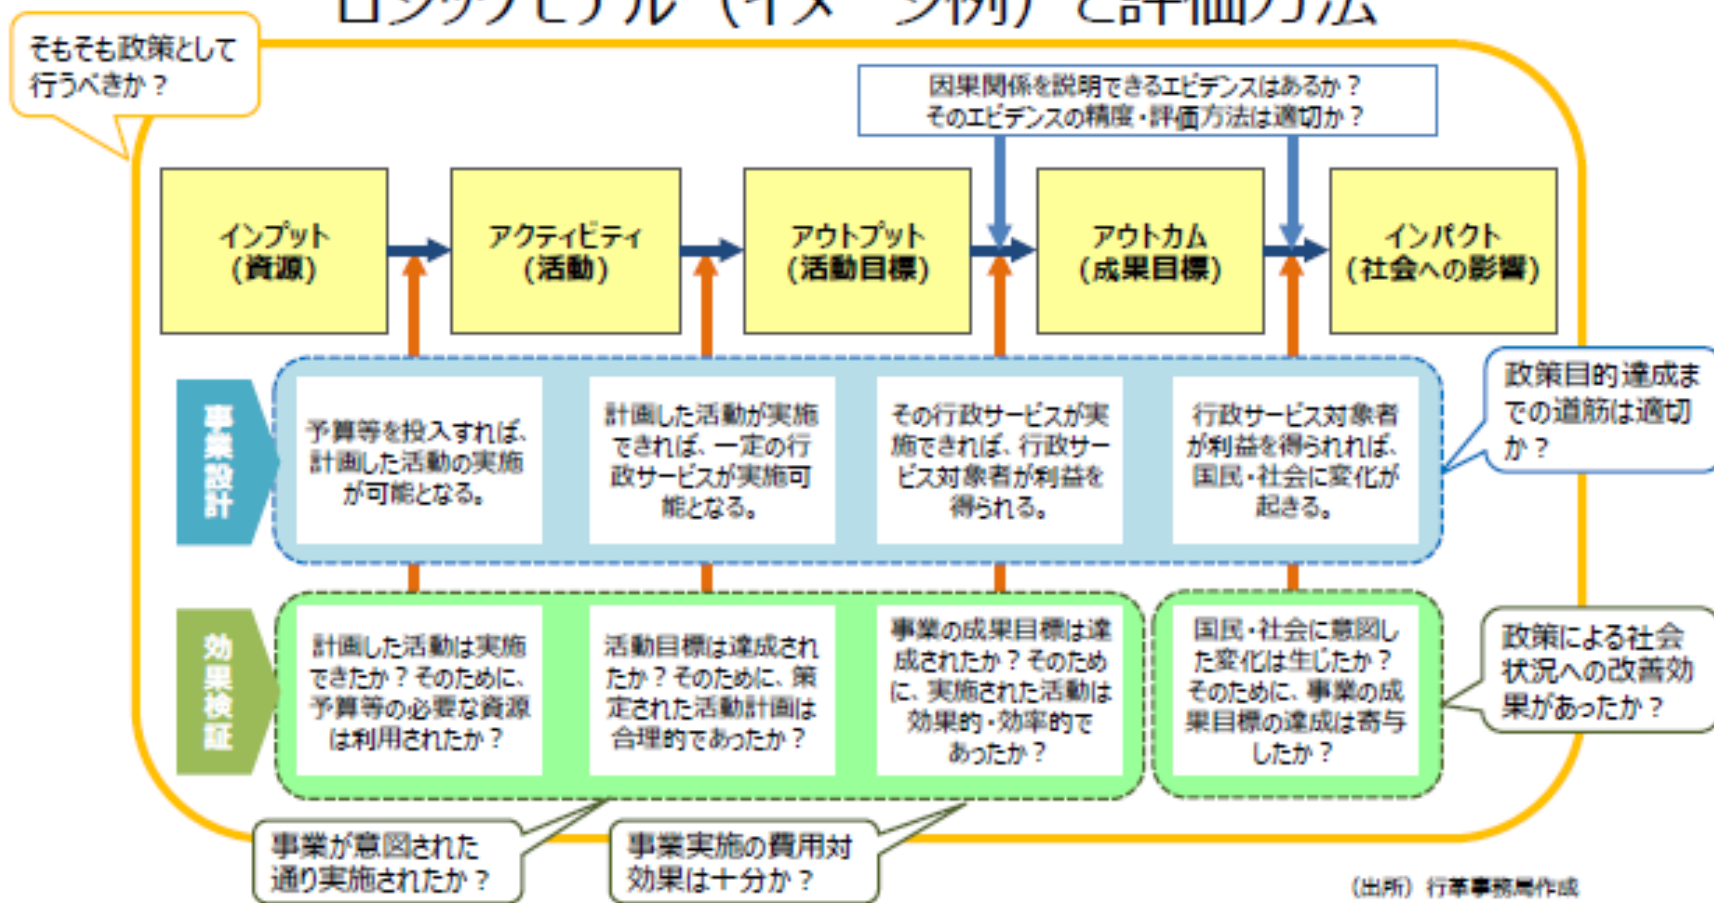 ロジックモデル（イメージ例）と評価方法
そもそも政策として
行うべきか？
因果関係を説明できるエビデンスはあるか？
そのエビデンスの精度・評価方法は適切か？
インプット
(資源)
アクティビティ
(活動)
アウトプット
(活動目標)
アウトカム
(成果目標)
インパクト
(社会への影響)
事業設計
予算等を投入すれば、
計画した活動の実施
が可能となる。
計画した活動が実施
できれば、一定の行
政サービスが実施可
能となる。
その行政サービスが実
施できれば、行政サー
ビス対象者が利益を
得られる。
行政サービス対象者
が利益を得られれば、
国民・社会に変化が
起きる。
政策目的達成ま
での道筋は適切
か？
効果検証
計画した活動は実施
できたか？そのために、
予算等の必要な資源
は利用されたか？
活動目標は達成され
たか？そのために、策
定された活動計画は
合理的であったか？
事業の成果目標は達
成されたか？そのため
に、実施された活動は
効果的・効率的で
あったか？
国民・社会に意図し
た変化は生じたか？
そのために、事業の成
果目標の達成は寄与
したか？
政策による社会
状況への改善効
果があったか？
事業が意図された
通り実施されたか？
事業実施の費用対
効果は十分か？
（出所）行革事務局作成